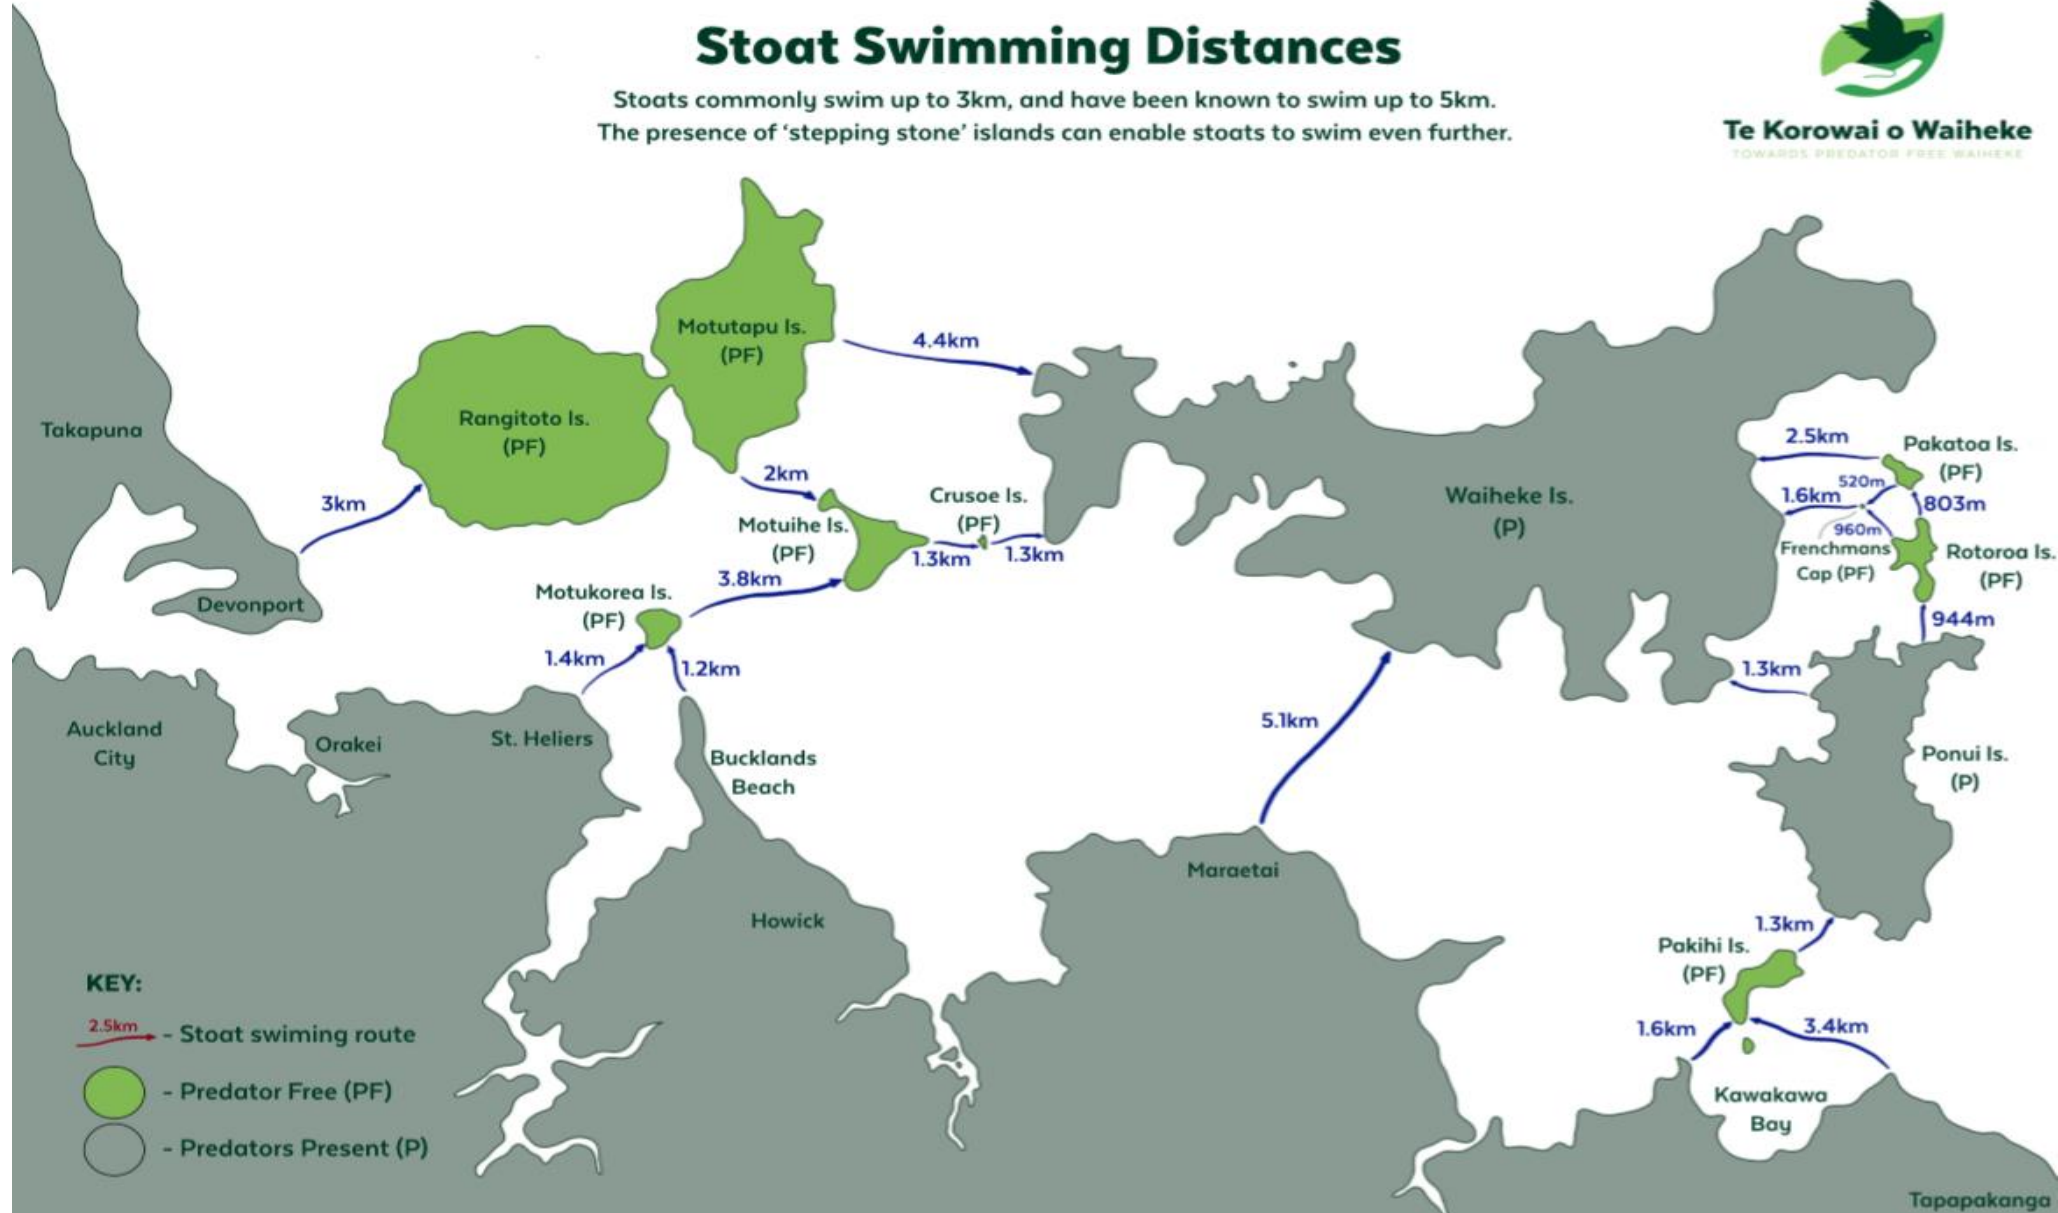 Stoat Swimming Distances
Stoats commonly swim up to 3km, and have been known to swim up to 5km.
The presence of ‘stepping stone’ islands can enable stoats to swim even further.
Te Korowai o Waiheke
TOWARDS PREDATOR FREE WAIHEKE
Motutapu Is.
(PF)
4.4km
Rangitoto Is.
(PF)
Takapuna
3km
2km
Devonport
Motuihe Is.
(PF)
Crusoe Is.
(PF)
1.3km
1.3km
3.8km
Motukorea Is.
(PF)
1.4km
1.2km
Waiheke Is.
(P)
2.5km
Pakatoa Is.
(PF)
520m
1.6km
803m
960m
Frenchmans
Cap (PF)
Rotoroa Is.
(PF)
944m
1.3km
5.1km
Auckland
City
Orakei
St. Heliers
Bucklands
Beach
Ponui Is.
(P)
Maraetai
Howick
1.3km
Pakihi Is.
(PF)
1.6km
3.4km
Kawakawa
Bay
Tapapakanga
KEY:
2.5km
- Stoat swiming route
- Predator Free (PF)
- Predators Present (P)